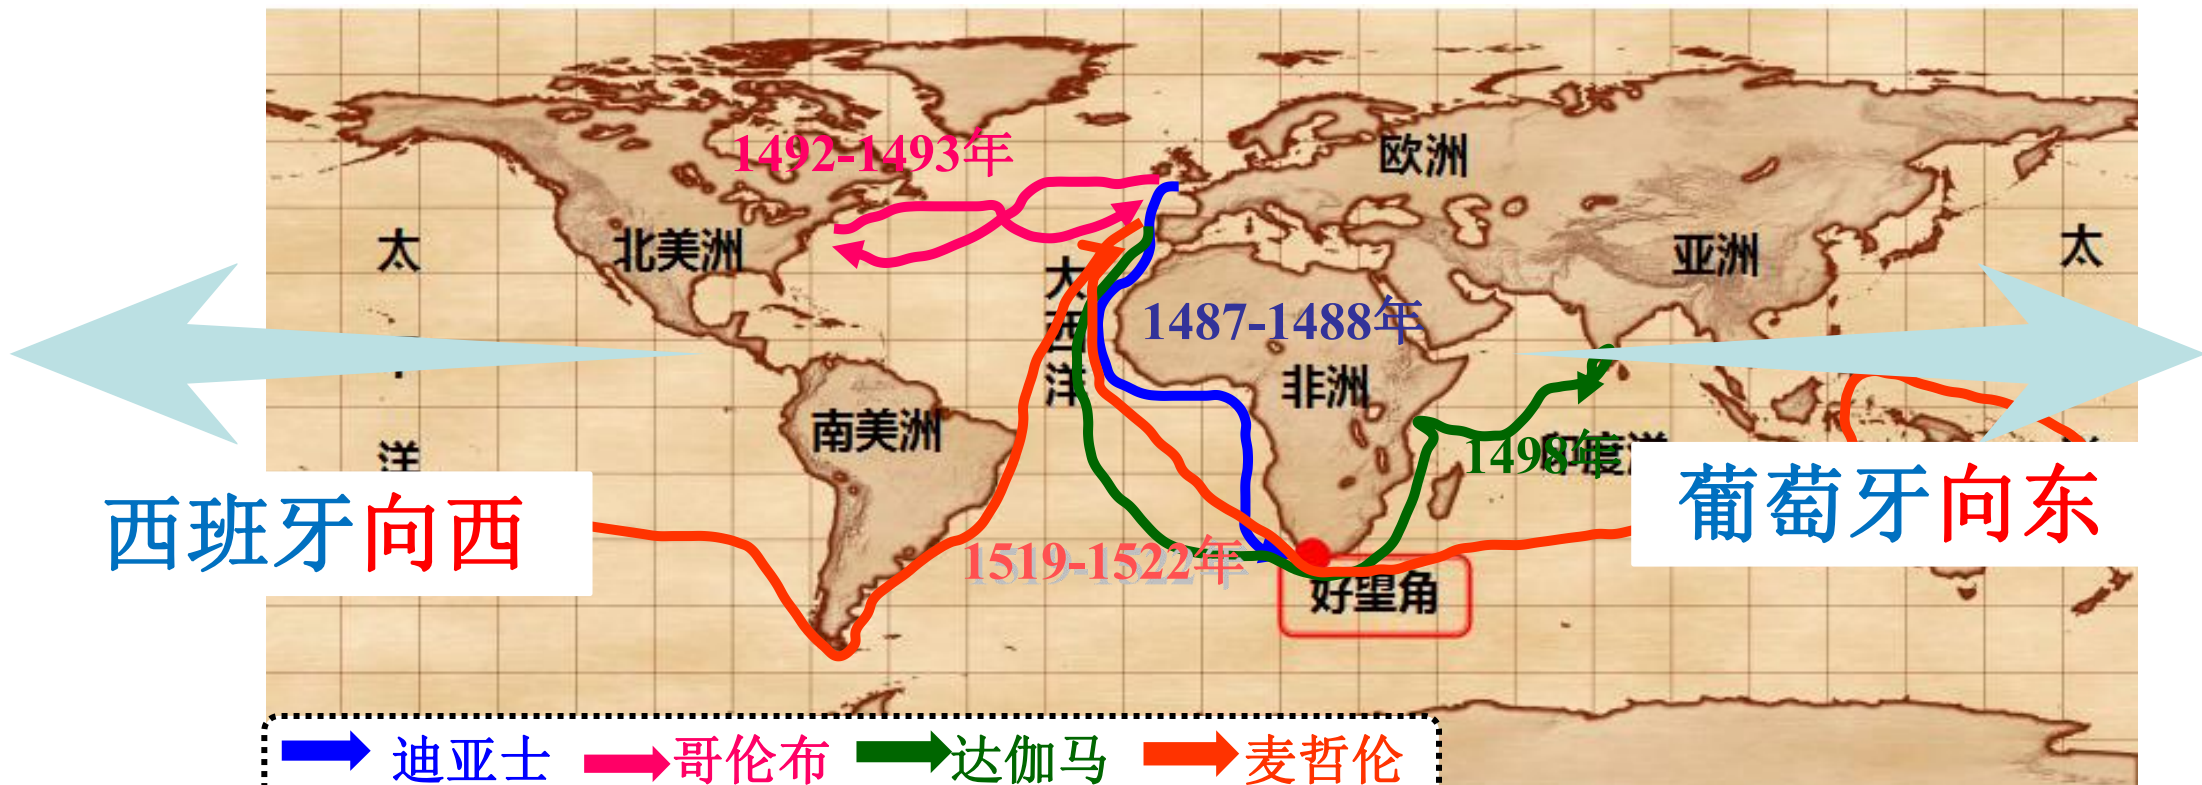 1492-1493年
欧洲
太
北美洲
亚洲
太
大西洋
1487-1488年
非洲
南美洲
洋
1498年
印度洋
西班牙向西
葡萄牙向东
1519-1522年
好望角
迪亚士
哥伦布
达伽马
麦哲伦